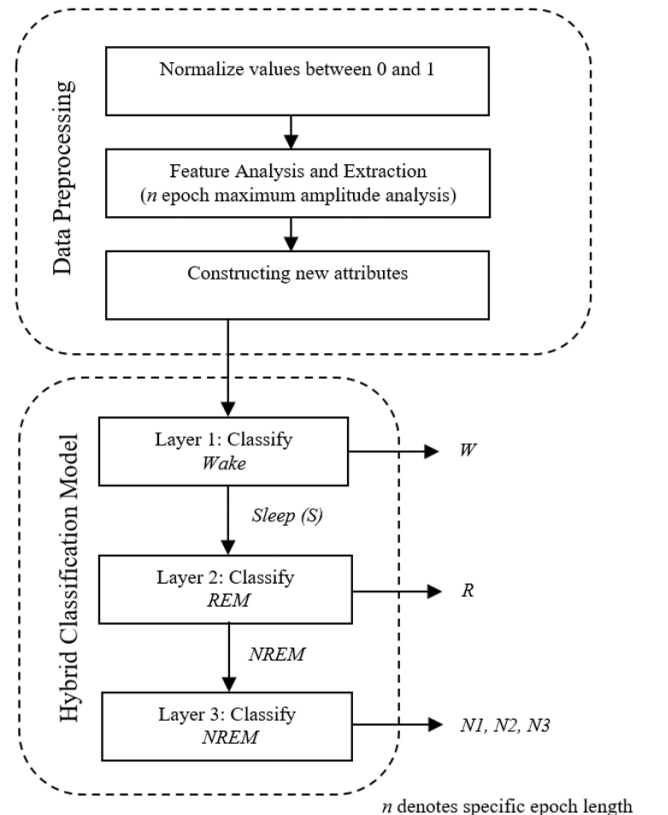 Data Preprocessing
Normalize values between 0 and 1
Feature Analysis and Extraction
(n epoch maximum amplitude analysis)
Constructing new attributes
Hybrid Classification Model
Layer 1: Classify
Wake
W
Sleep (S)
Layer 2: Classify
REM
R
NREM
Layer 3: Classify
NREM
N1, N2, N3
n denotes specific epoch length